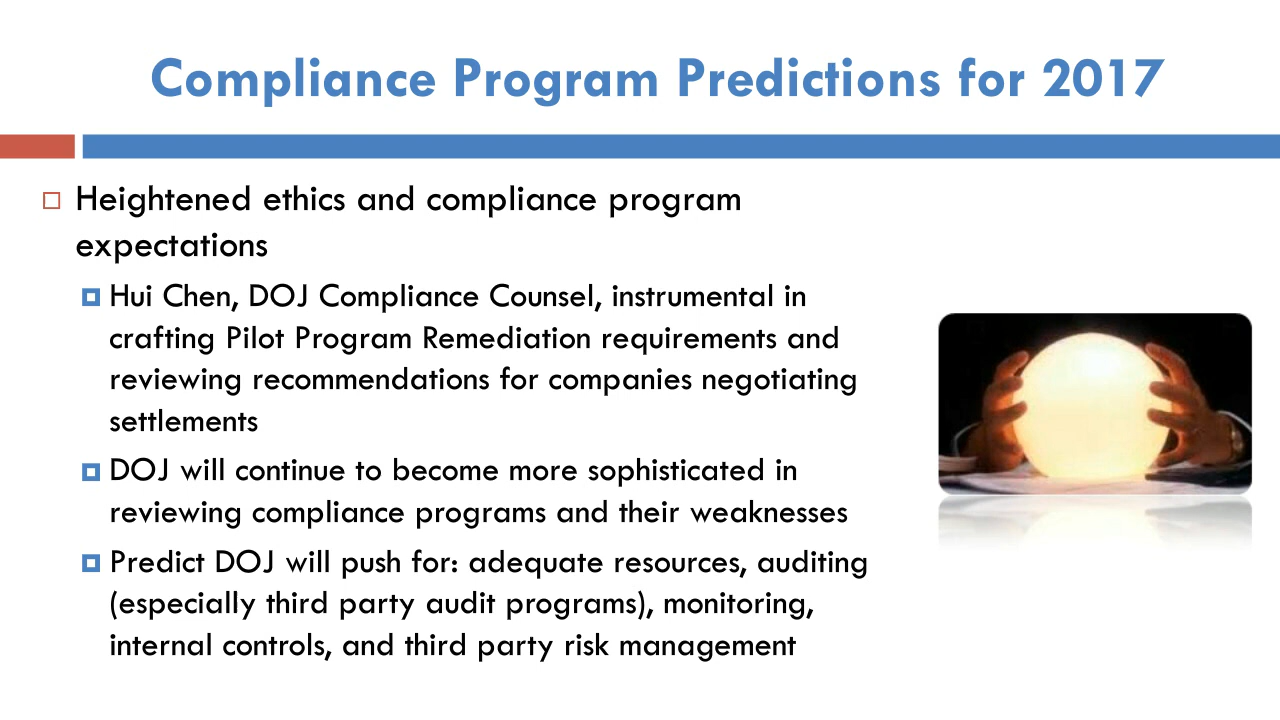 Compliance Program Predictions for 2017
Heightened ethics and compliance program
expectations
Hui Chen, DOJ Compliance Counsel, instrumental in
crafting Pilot Program Remediation requirements and
reviewing recommendations for companies negotiating
settlements
DOJ will continue to become more sophisticated in
reviewing compliance programs and their weaknesses
Predict DOJ will push for: adequate resources, auditing
(especially third party audit programs), monitoring,
internal controls, and third party risk management